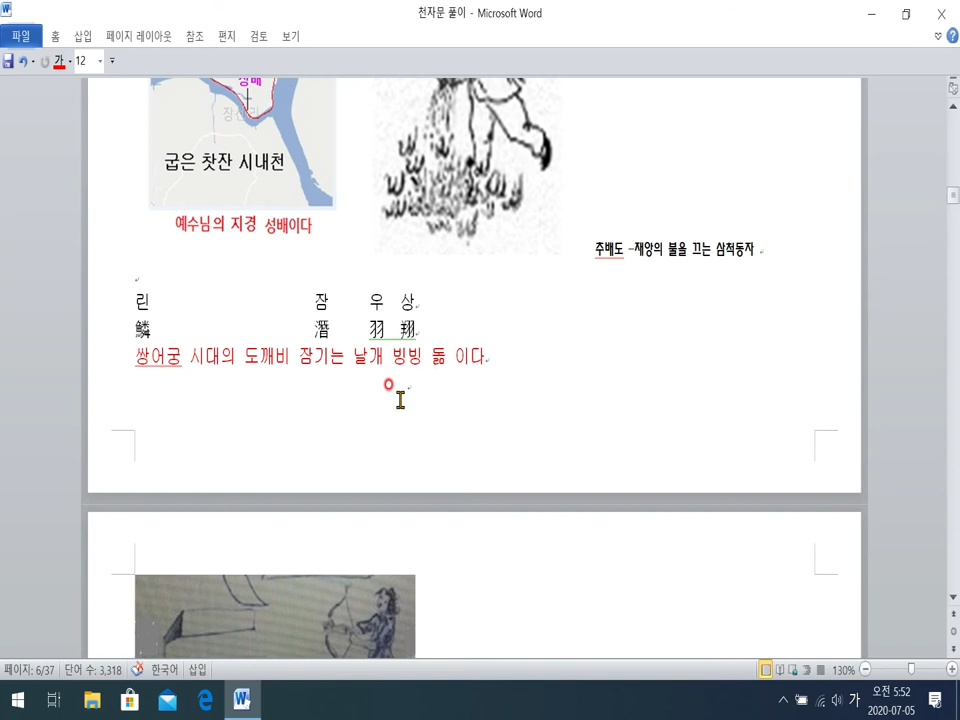 천자문 풀이 - Microsoft Word
파일 홈 삽입 페이지 레이아웃 참조 편지 검토 보기
가 12
성배
굽은 찻잔 시내천
예수님의 지경 성배이다
주배도 -재앙의 불을 끄는 삼척동자
린 잠 우 상
鱗 潛 羽 翔
쌍어궁 시대의 도깨비 잠기는 날개 빙빙 돎 이다.
페이지: 6/37 단어 수: 3,318 한국어 삽입 130%
가 오전 5:52
2020-07-05